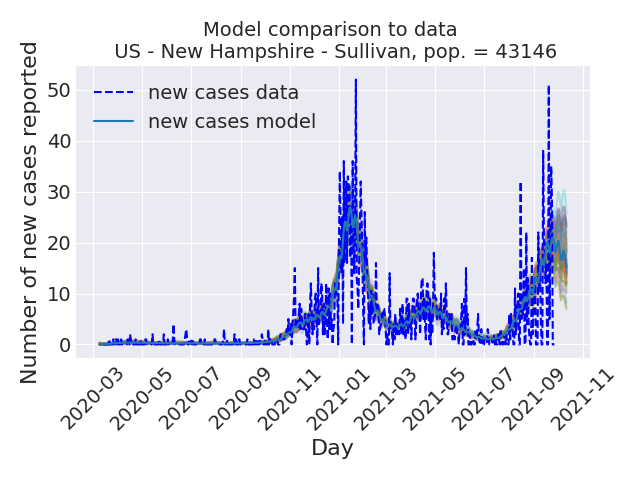 Model comparison to data
US - New Hampshire - Sullivan, pop. = 43146
Number of new cases reported
50
40
30
20
10
0
new cases data
new cases model
2020-03
2020-05
2020-07
2020-09
2020-11
2021-01
2021-03
2021-05
2021-07
2021-09
2021-11
Day